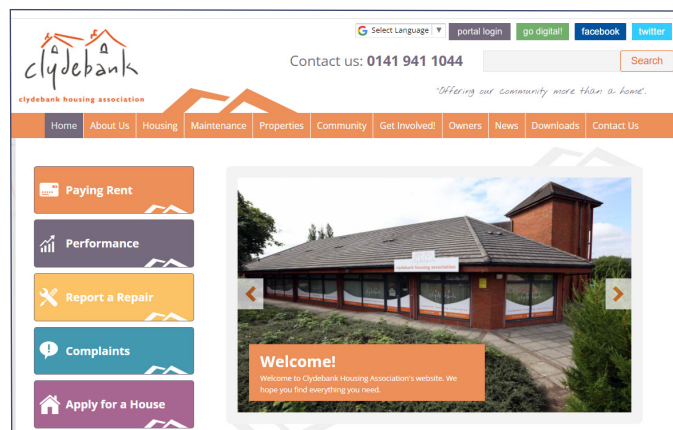 Select Language
portal login
go digital!
facebook
twitter
clydebank
clydebank housing association
Contact us: 0141 941 1044
Search
"Offering our community more than a home".
Home
About Us
Housing
Maintenance
Properties
Community
Get Involved!
Owners
News
Downloads
Contact Us
Paying Rent
Performance
Report a Repair
Complaints
Apply for a House
clydebank housing association
Welcome!
Welcome to Clydebank Housing Association's website. We
hope you find everything you need.